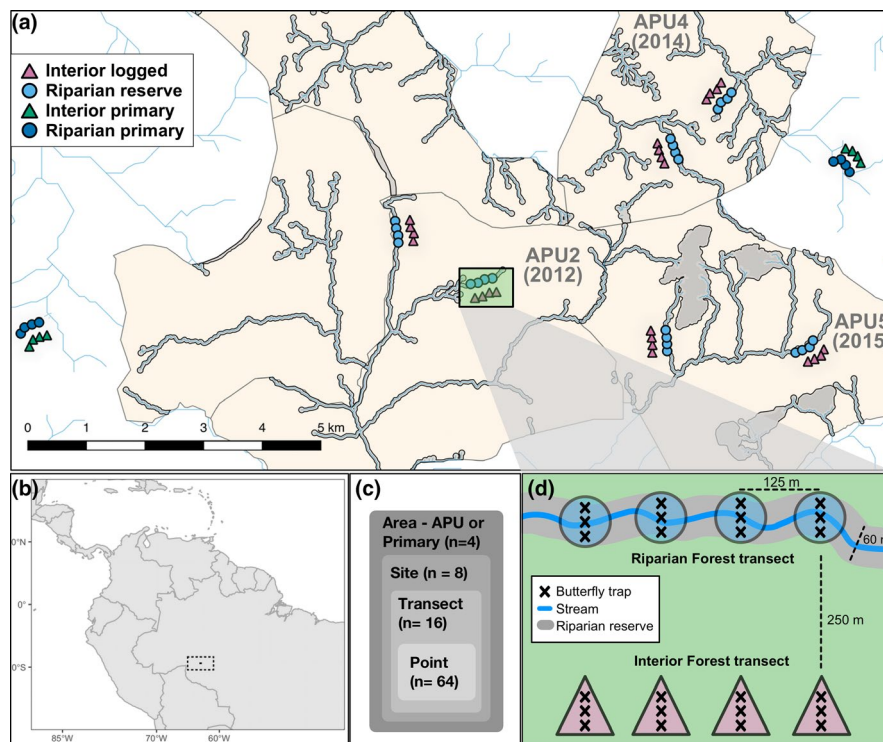 (a)
APU4
(2014)
Interior logged
Riparian reserve
Interior primary
Riparian primary
APU2
(2012)
APU5
(2015
0 1 2 3 4 5 km
(b)
0°N
0°
0°S
85°W 70°W 60°W
(c)
Area - APU or
Primary (n=4)
Site (n = 8)
Transect
(n= 16)
Point
(n= 64)
(d)
125 m
60 m
Riparian Forest transect
Butterfly trap
Stream
Riparian reserve
250 m
Interior Forest transect